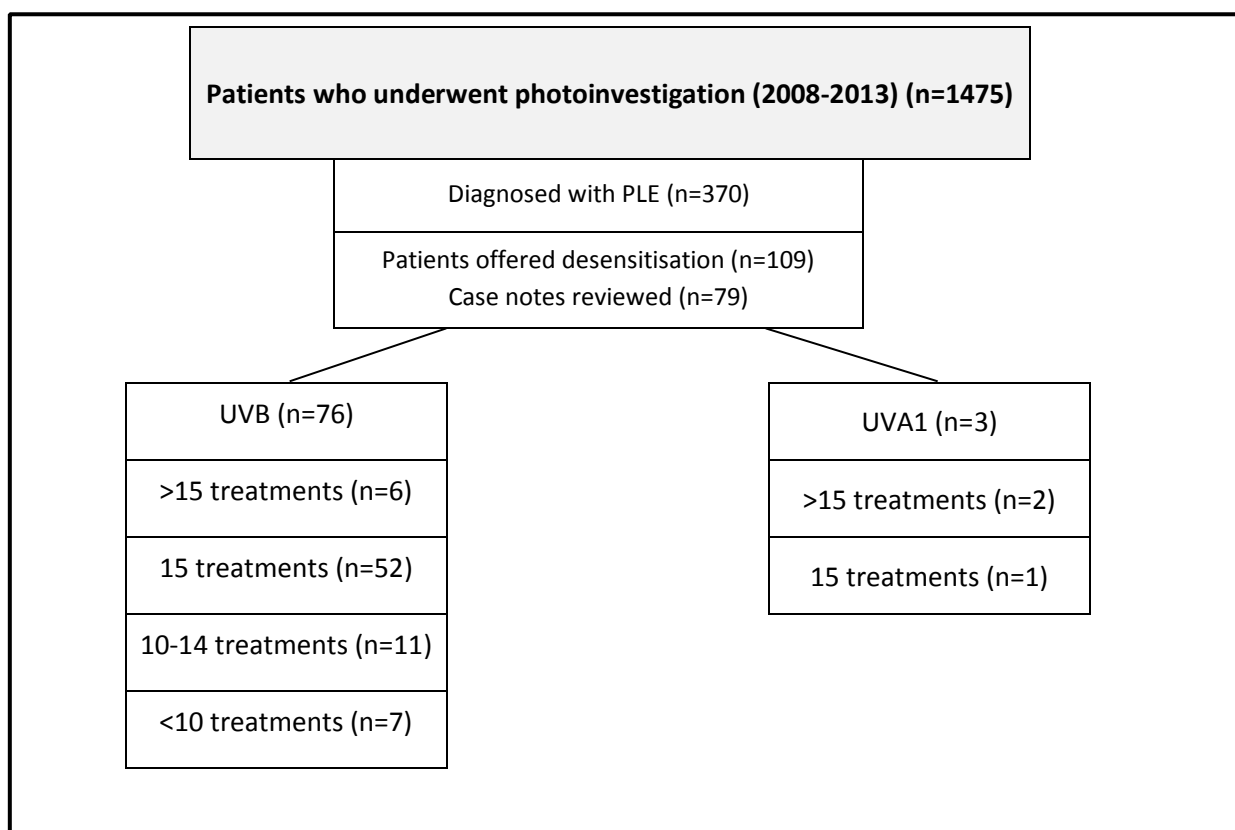 Patients who underwent photoinvestigation (2008-2013) (n=1475)
Diagnosed with PLE (n=370)
Patients offered desensitisation (n=109)
Case notes reviewed (n=79)
UVB (n=76)
>15 treatments (n=6)
15 treatments (n=52)
10-14 treatments (n=11)
<10 treatments (n=7)
UVA1 (n=3)
>15 treatments (n=2)
15 treatments (n=1)